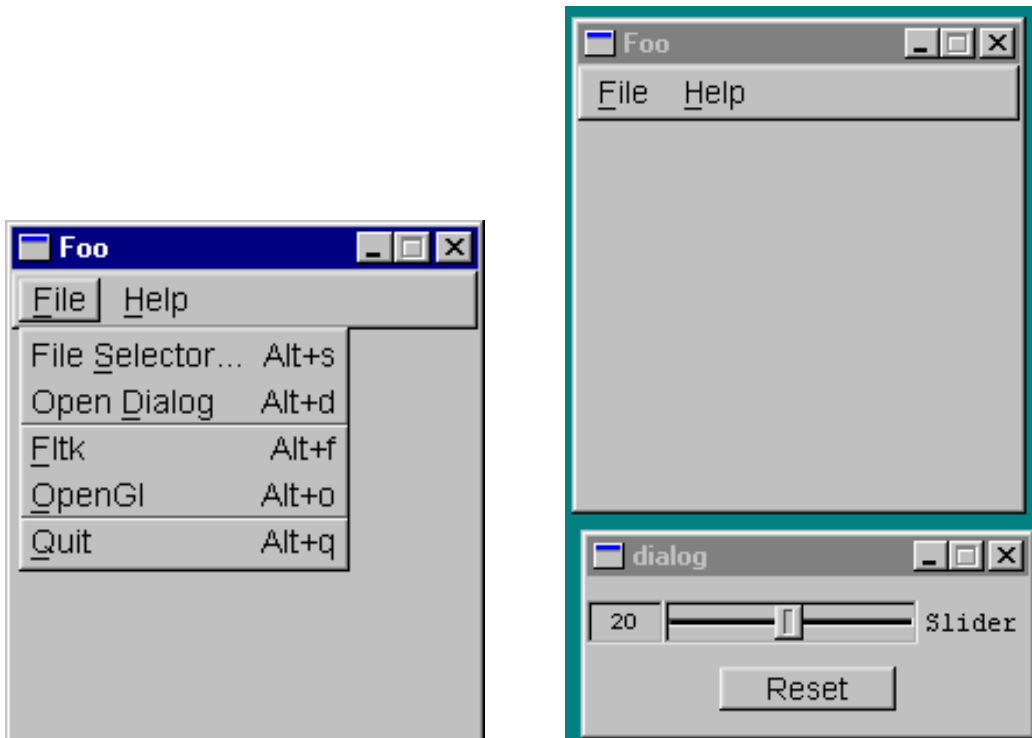 Foo
File Help
File Selector... Alt+s
Open Dialog Alt+d
Fltk Alt+f
OpenGl Alt+o
Quit Alt+q
Foo
File Help
dialog
20 Slider
Reset